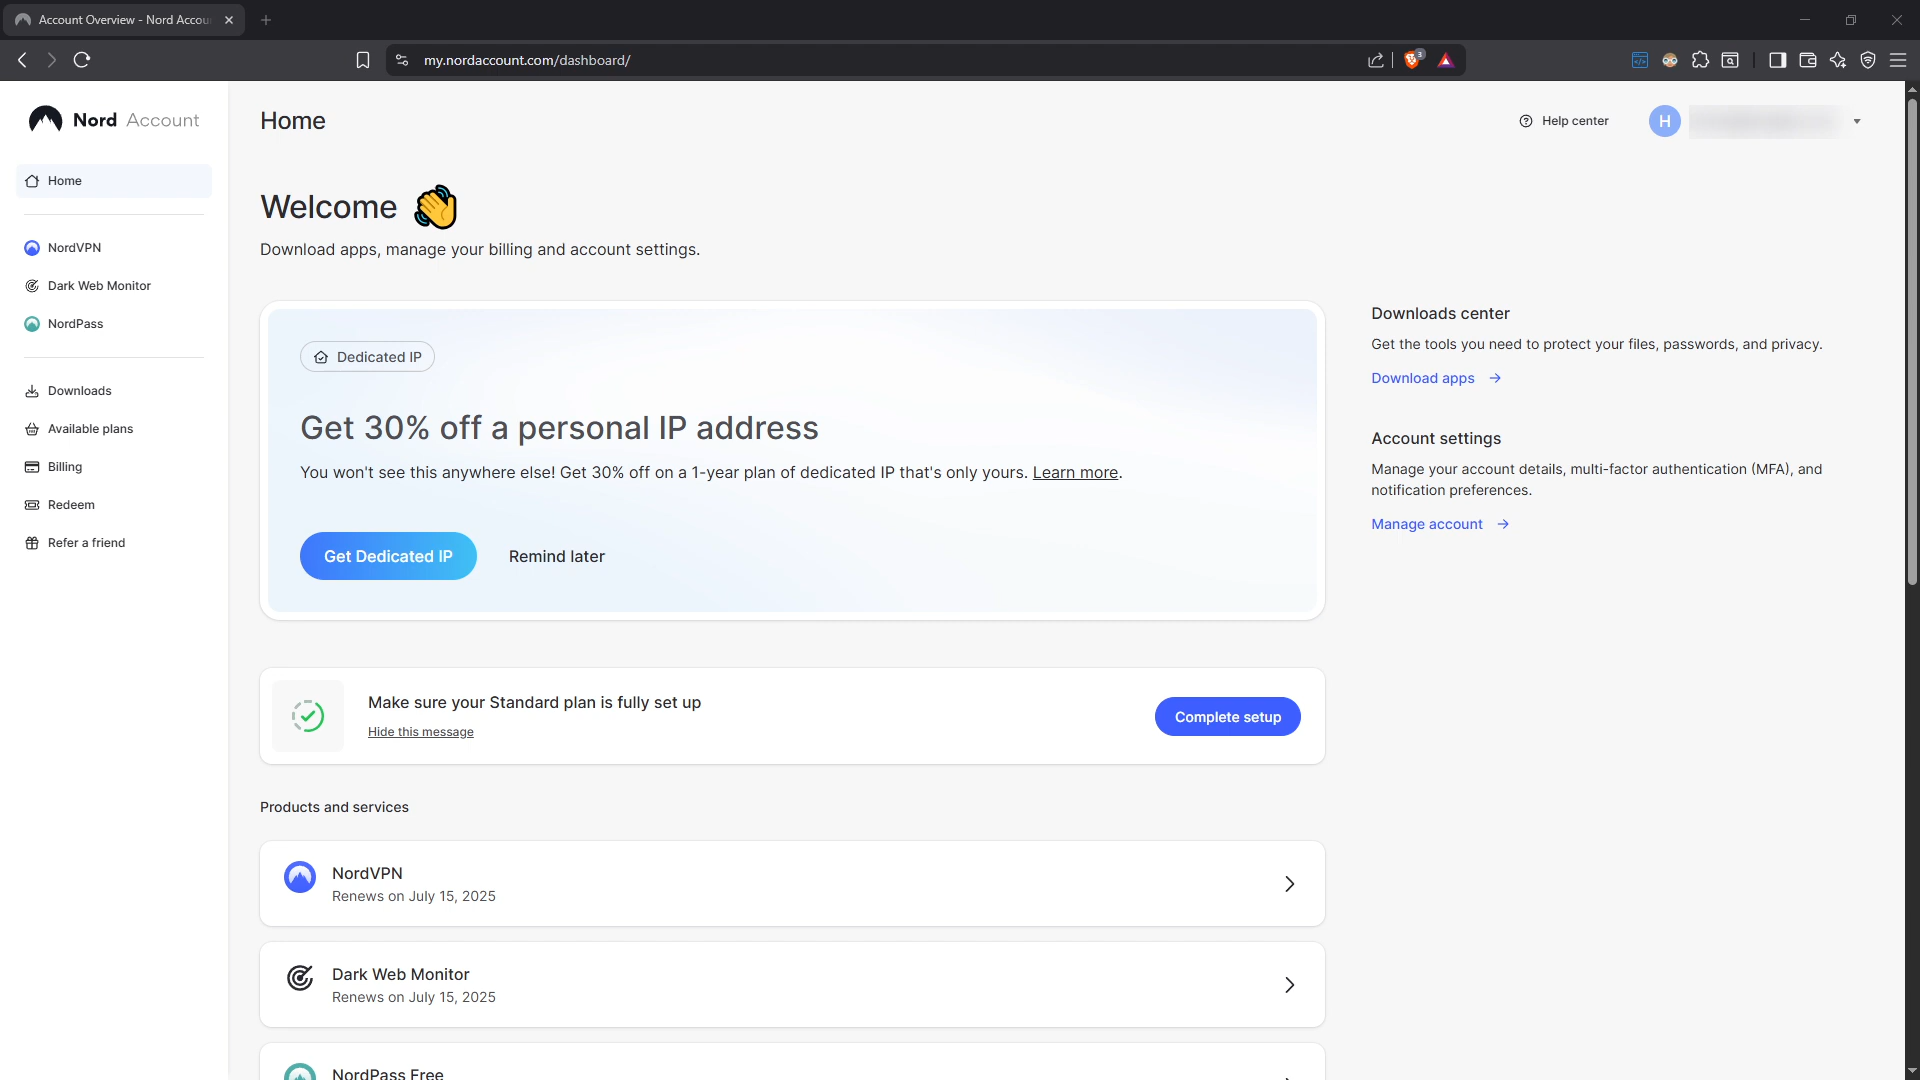 Account Overview - Nord Accou
my.nordaccount.com/dashboard/
3
Nord Account
Home
NordVPN
Dark Web Monitor
NordPass
Downloads
Available plans
Billing
Redeem
Refer a friend
Home
Help center
H
Welcome
Download apps, manage your billing and account settings.
Dedicated IP
Get 30% off a personal IP address
You won't see this anywhere else! Get 30% off on a 1-year plan of dedicated IP that's only yours. Learn more.
Get Dedicated IP
Remind later
Downloads center
Get the tools you need to protect your files, passwords, and privacy.
Download apps
Account settings
Manage your account details, multi-factor authentication (MFA), and
notification preferences.
Manage account
Make sure your Standard plan is fully set up
Hide this message
Complete setup
Products and services
NordVPN
Renews on July 15, 2025
Dark Web Monitor
Renews on July 15, 2025
NordPass Free